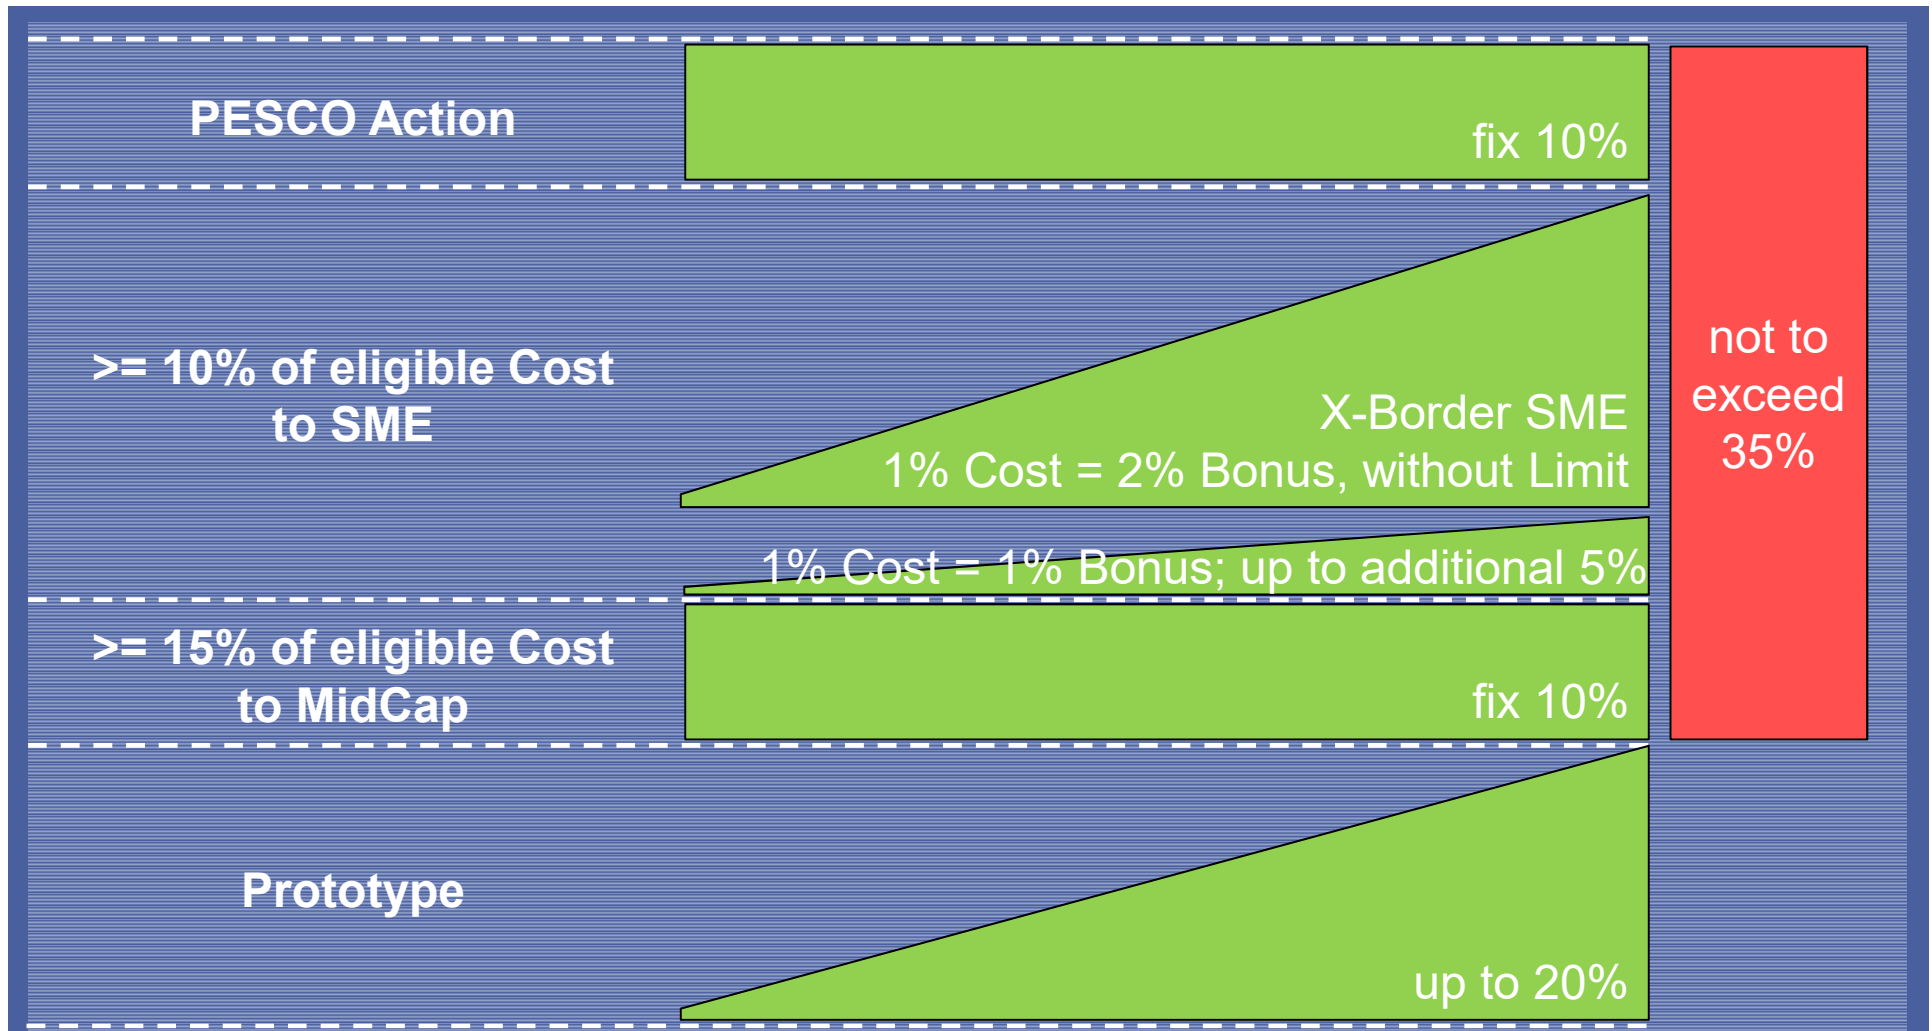 PESCO Action
fix 10%
>= 10% of eligible Cost
to SME
X-Border SME
1% Cost = 2% Bonus, without Limit
1% Cost = 1% Bonus; up to additional 5%
>= 15% of eligible Cost
to MidCap
fix 10%
Prototype
up to 20%
not to
exceed
35%